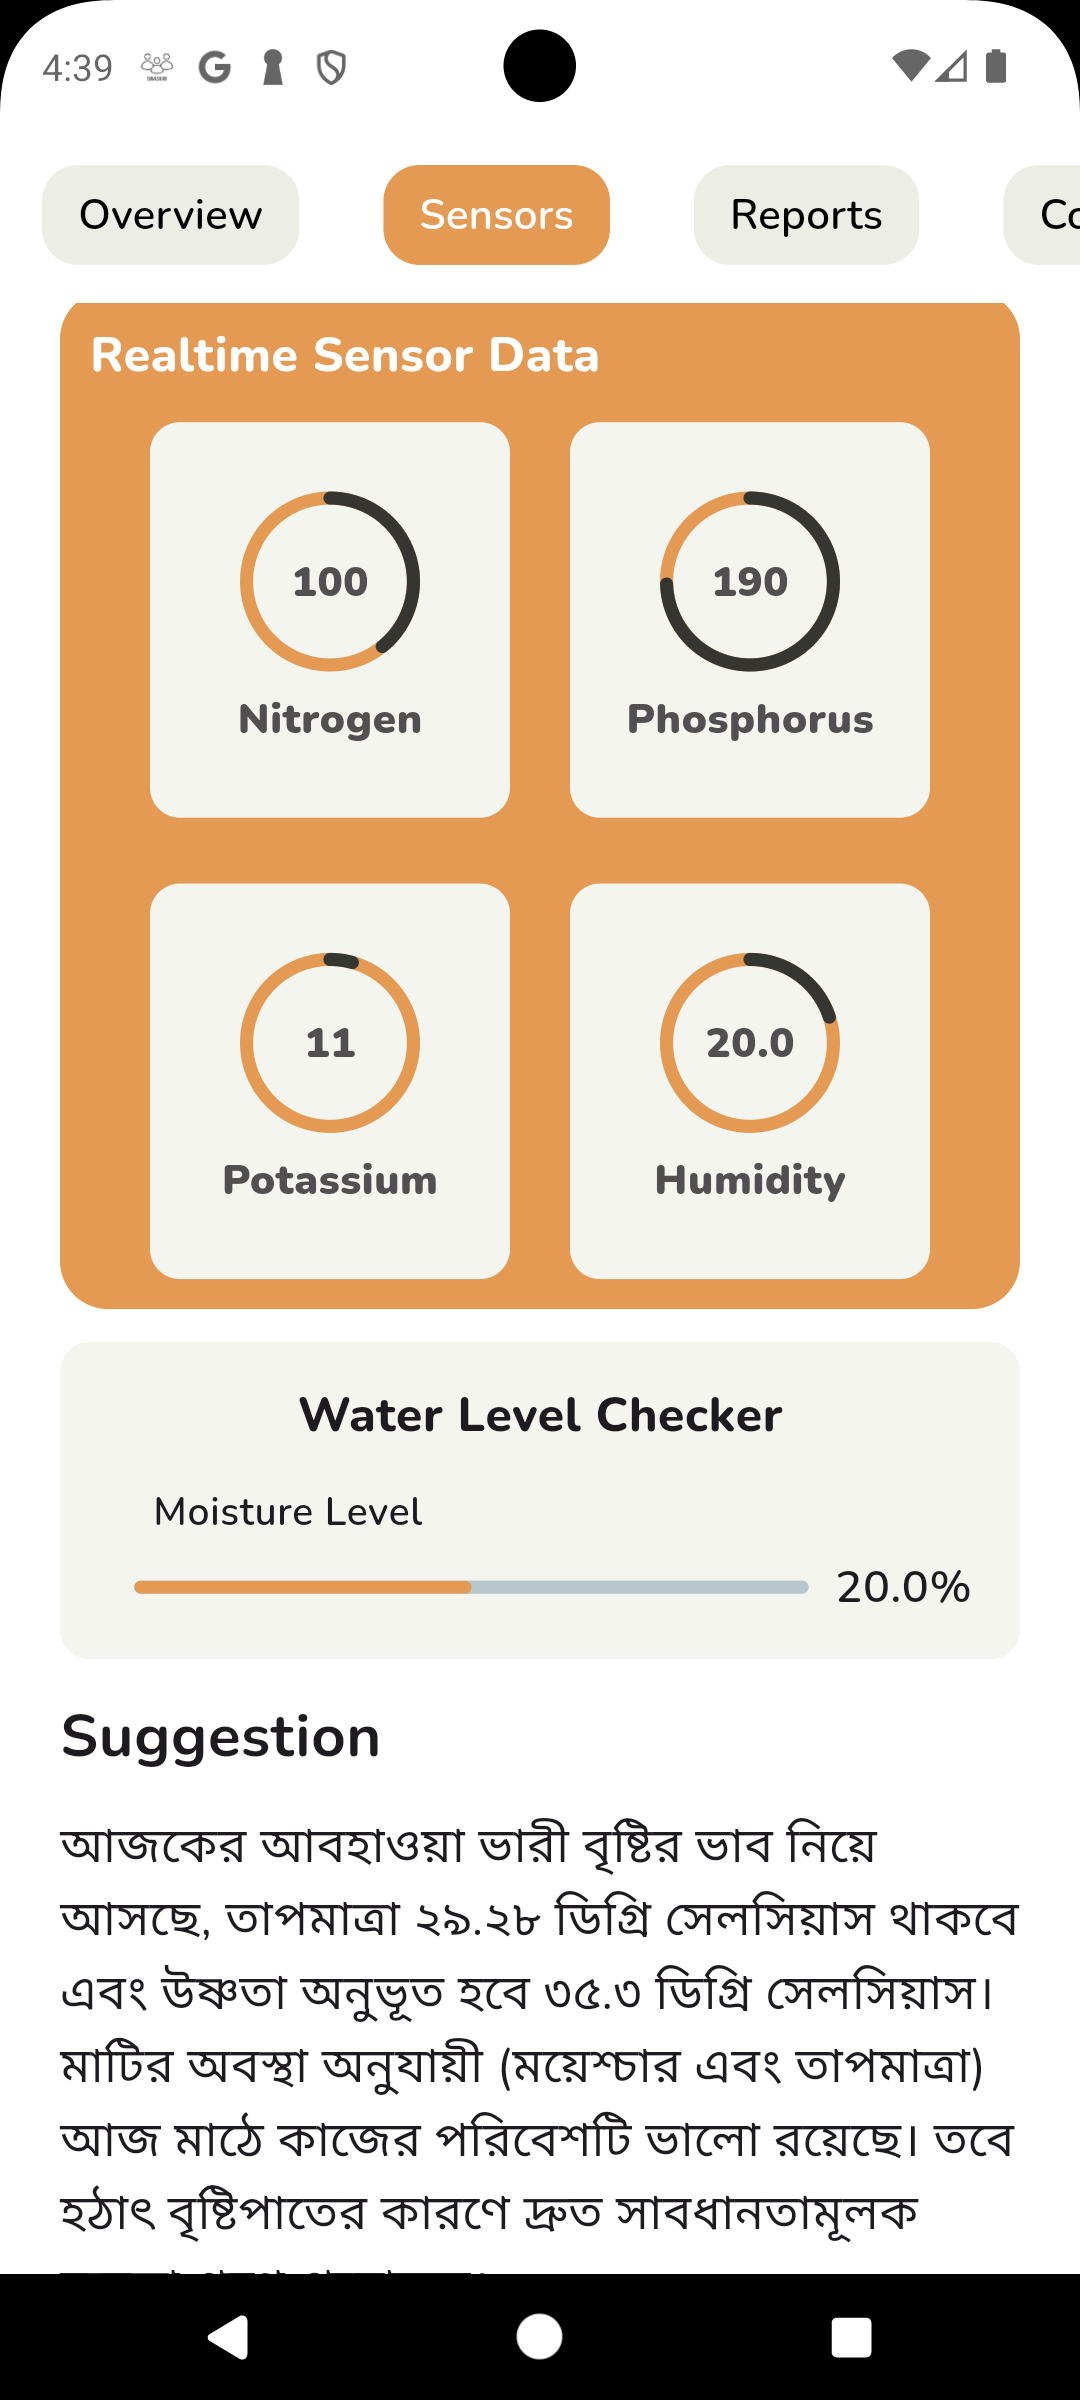 4:39
Overview
Sensors
Reports
Realtime Sensor Data
100
190
Nitrogen
Phosphorus
11
20.0
Potassium
Humidity
Water Level Checker
Moisture Level
20.0%
Suggestion
আজকের আবহাওয়া ভারী বৃষ্টির ভাব নিয়ে
আসছে, তাপমাত্রা ২৯.২৮ ডিগ্রি সেলসিয়াস থাকবে
এবং উষ্ণতা অনুভূত হবে ৩৫.৩ ডিগ্রি সেলসিয়াস।
মাটির অবস্থা অনুযায়ী (ময়েশ্চার এবং তাপমাত্রা)
আজ মাঠে কাজের পরিবেশটি ভালো রয়েছে। তবে
হঠাৎ বৃষ্টিপাতের কারণে দ্রুত সাবধানতামূলক